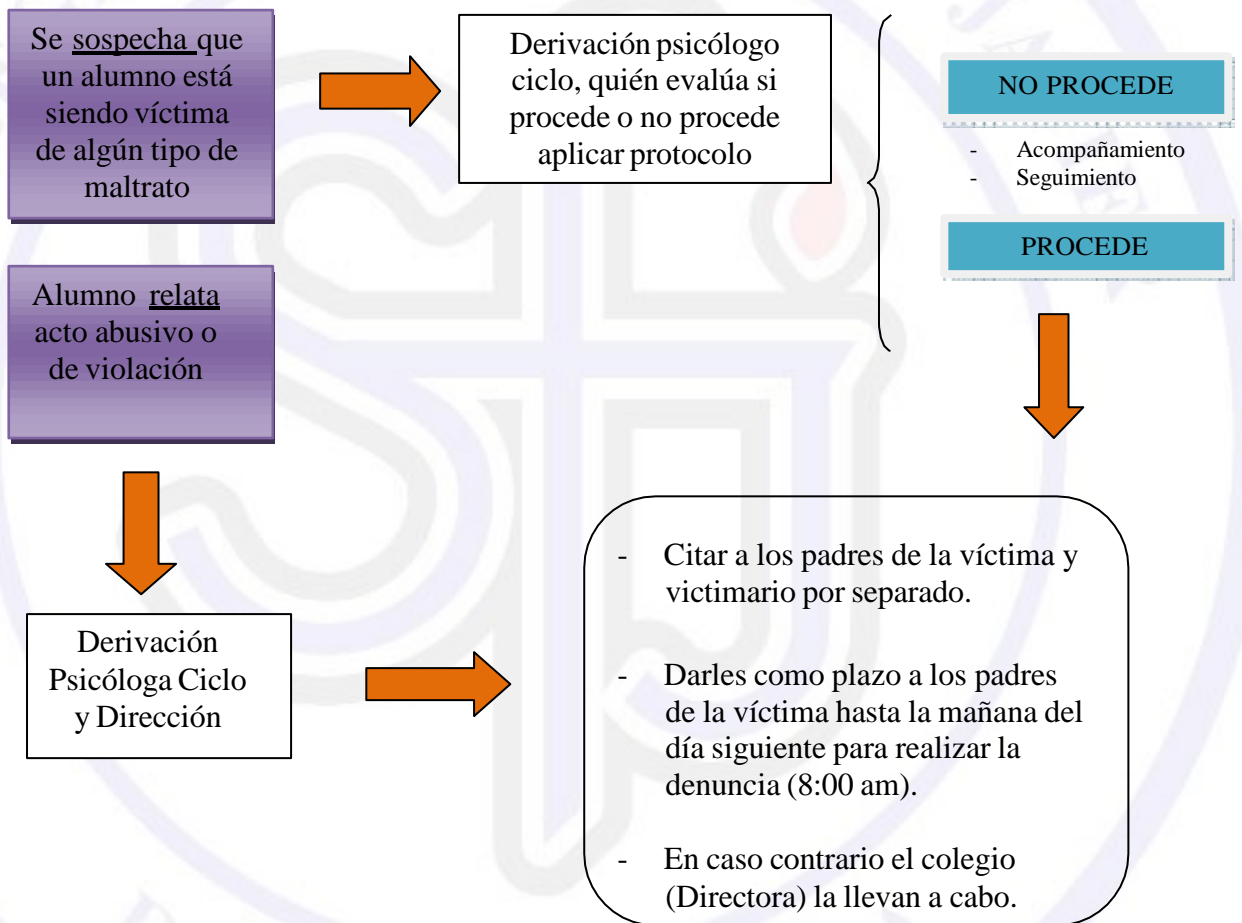 Se sospecha que
un alumno está
siendo víctima
de algún tipo de
maltrato
Derivación psicólogo
ciclo, quién evalúa si
procede o no procede
aplicar protocolo
NO PROCEDE
- Acompañamiento
- Seguimiento
PROCEDE
Alumno relata
acto abusivo o
de violación
Derivación
Psicóloga Ciclo
y Dirección
- Citar a los padres de la víctima y
victimario por separado.
- Darles como plazo a los padres
de la víctima hasta la mañana del
día siguiente para realizar la
denuncia (8:00 am).
- En caso contrario el colegio
(Directora) la llevan a cabo.